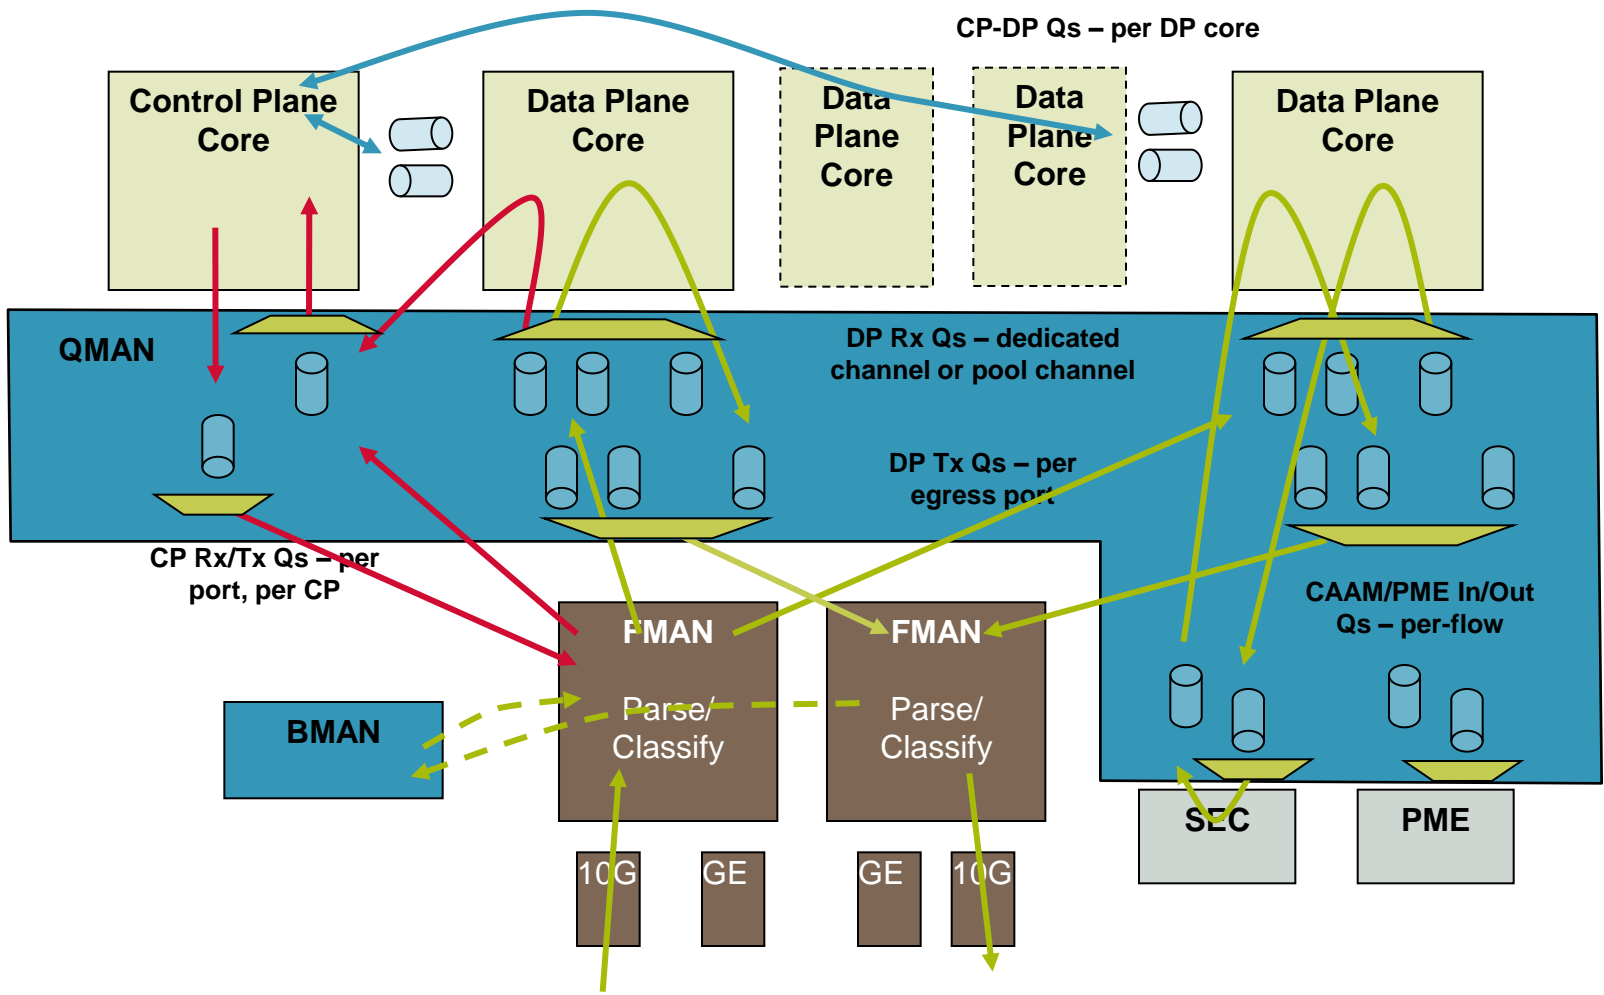 CP-DP Qs – per DP core
Control Plane
Core
Data Plane
Core
Data
Plane
Core
Data
Plane
Core
Data Plane
Core
QMAN
DP Rx Qs – dedicated
channel or pool channel
DP Tx Qs – per
egress port
CP Rx/Tx Qs – per
port, per CP
CAAM/PME In/Out
Qs – per-flow
FMAN
Parse/
Classify
FMAN
Parse/
Classify
BMAN
SEC
PME
10G
GE
GE
10G